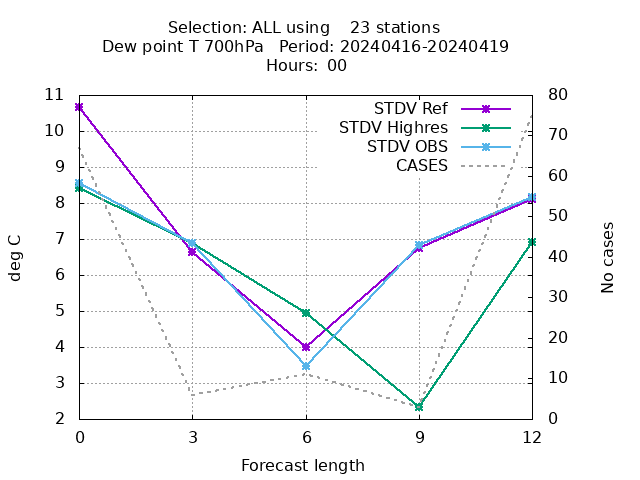 Selection: ALL using    23 stations
Dew point T 700hPa   Period: 20240416-20240419
Hours: 00
STDV Ref
STDV Highres
STDV OBS
CASES
deg C
No cases
11
10
9
8
7
6
5
4
3
2
80
70
60
50
40
30
20
10
0
0 3 6 9 12
Forecast length